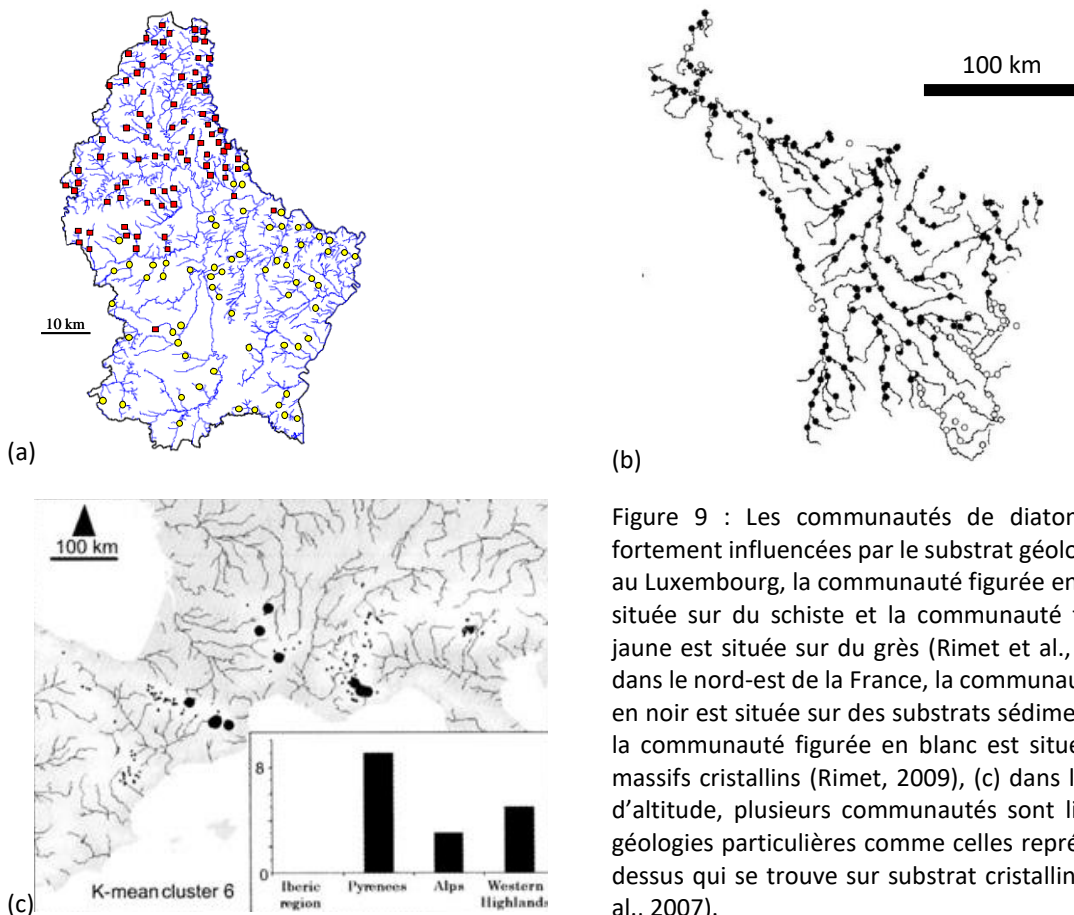 10 km
(a)
100 km
(b)
100 km
8
0
Iberic region
Pyrenees
Alps
Western Highlands
K-mean cluster 6
(c)
Figure 9 : Les communautés de diatom
fortement influencées par le substrat géolo
au Luxembourg, la communauté figurée en
située sur du schiste et la communauté
jaune est située sur du grès (Rimet et al.,
dans le nord-est de la France, la communau
en noir est située sur des substrats sédime
la communauté figurée en blanc est situé
massifs cristallins (Rimet, 2009), (c) dans l
d'altitude, plusieurs communautés sont li
géologies particulières comme celles repré
dessus qui se trouve sur substrat cristallin
al., 2007).